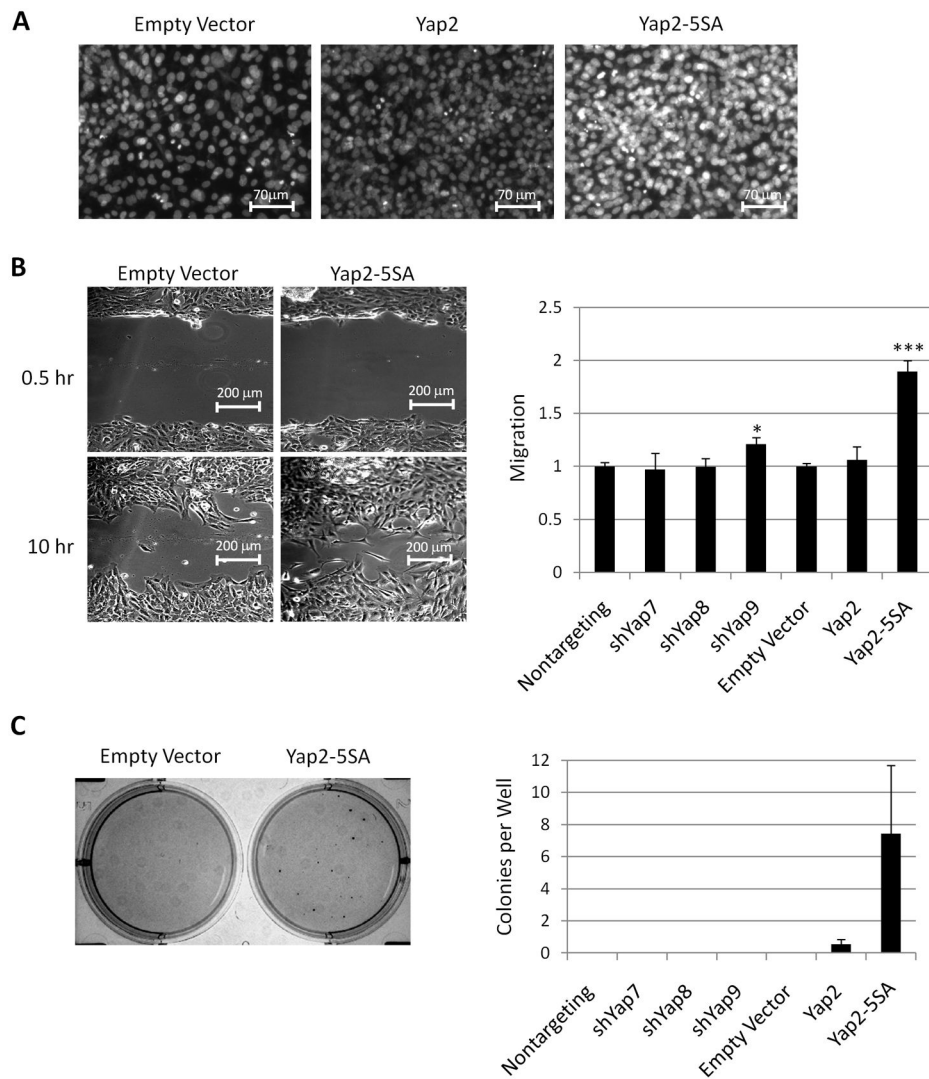 A
Empty Vector
Yap2
Yap2-5SA
70μm
70 μm
70 μm
B
Empty Vector
Yap2-5SA
0.5 hr
200 μm
200 μm
10 hr
200 μm
200 μm
Migration
2.5
2
1.5
1
0.5
0
*
***
Nontargeting
shYap7
shYap8
shYap9
Empty Vector
Yap2
Yap2-5SA
C
Empty Vector
Yap2-5SA
Colonies per Well
12
10
8
6
4
2
0
Nontargeting
shYap7
shYap8
shYap9
Empty Vector
Yap2
Yap2-5SA